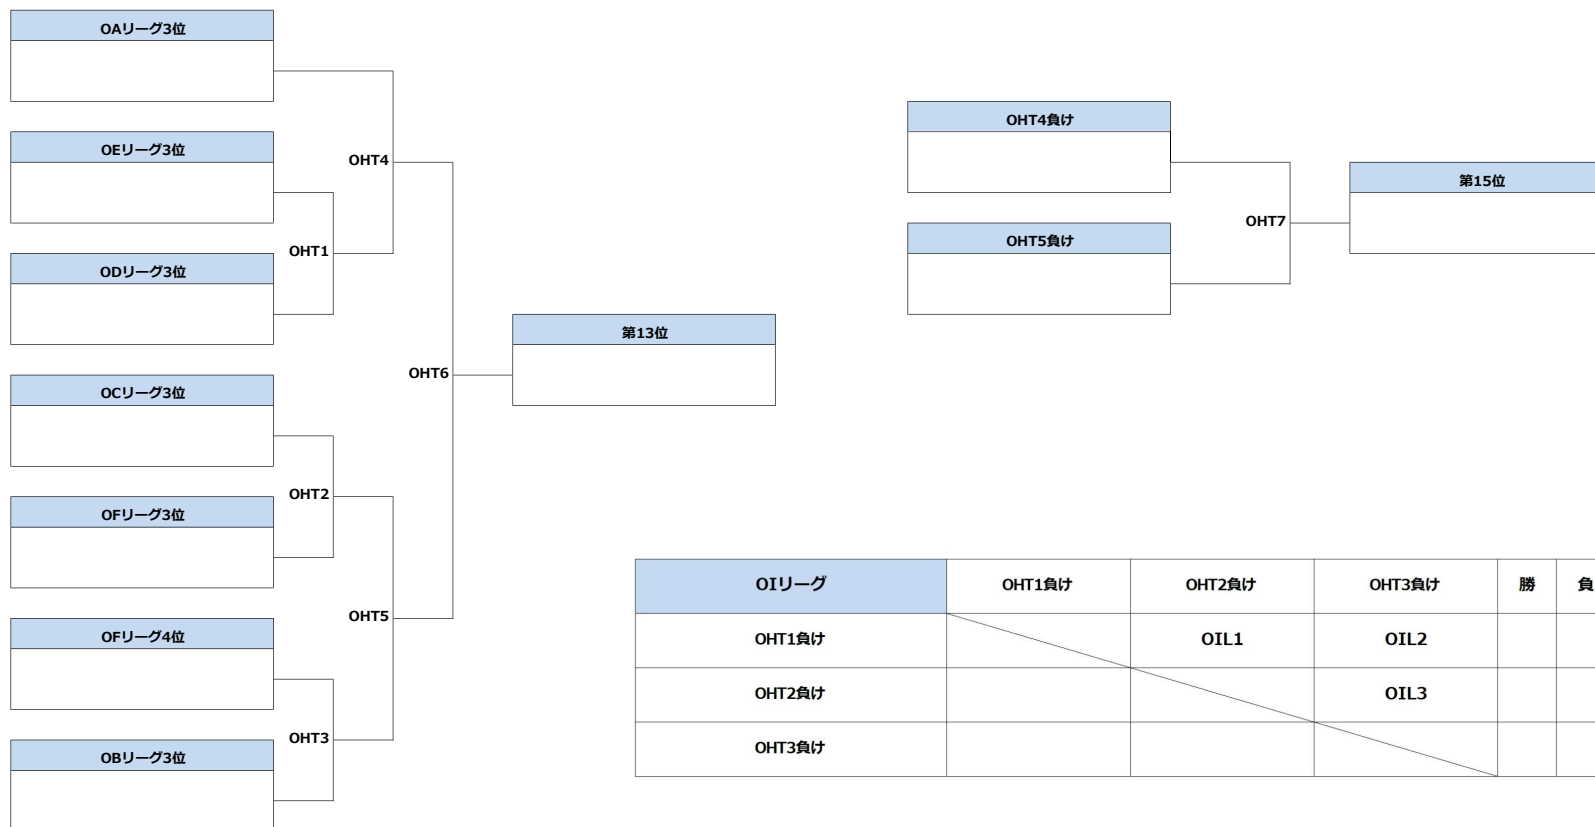 OAリーグ3位
OEリーグ3位
OHT4
OHT1
ODリーグ3位
第13位
OHT6
OCリーグ3位
OHT2
OFリーグ3位
OHT5
OFリーグ4位
OHT3
OBリーグ3位
OHT4負け
第15位
OHT7
OHT5負け
OIリーグ OHT1負け OHT2負け OHT3負け 勝 負
OHT1負け OIL1 OIL2
OHT2負け OIL3
OHT3負け